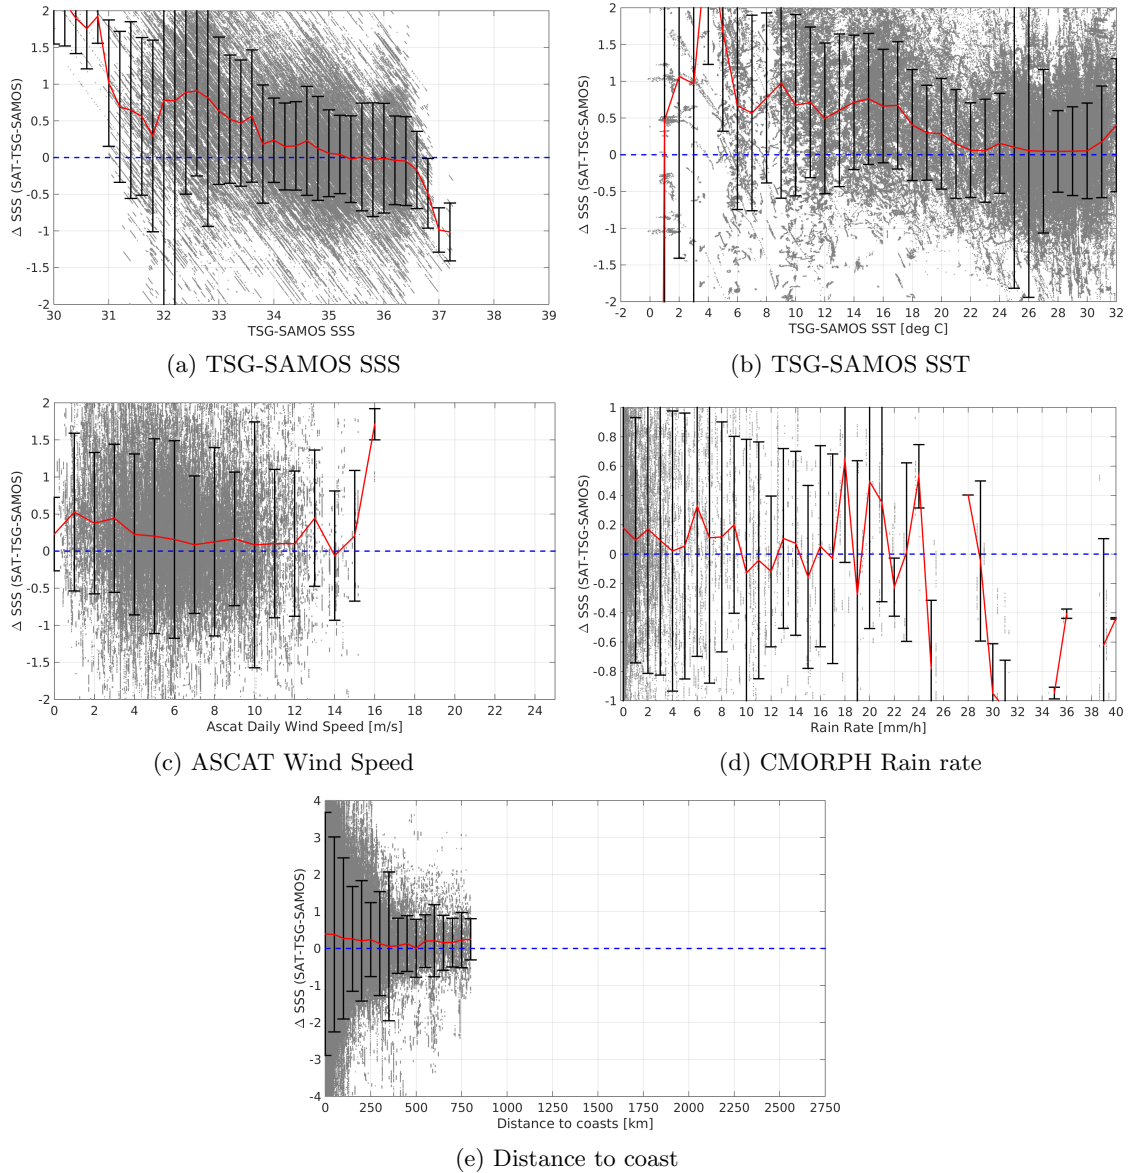 2
1.5
1
0.5
0
-0.5
-1
-1.5
-2
30 31 32 33 34 35 36 37 38 39
TSG-SAMOS SSS
Δ SSS (SAT-TSG-SAMOS)
(a) TSG-SAMOS SSS
2
1.5
1
0.5
0
-0.5
-1
-1.5
-2
-2 0 2 4 6 8 10 12 14 16 18 20 22 24 26 28 30 32
TSG-SAMOS SST [deg C]
Δ SSS (SAT-TSG-SAMOS)
(b) TSG-SAMOS SST
2
1.5
1
0.5
0
-0.5
-1
-1.5
-2
0 2 4 6 8 10 12 14 16 18 20 22 24
Ascat Daily Wind Speed [m/s]
Δ SSS (SAT-TSG-SAMOS)
(c) ASCAT Wind Speed
1
0.8
0.6
0.4
0.2
0
-0.2
-0.4
-0.6
-0.8
-1
0 2 4 6 8 10 12 14 16 18 20 22 24 26 28 30 32 34 36 38 40
Rain Rate [mm/h]
Δ SSS (SAT-TSG-SAMOS)
(d) CMORPH Rain rate
4
3
2
1
0
-1
-2
-3
-4
0 250 500 750 1000 1250 1500 1750 2000 2250 2500 2750
Distance to coasts [km]
Δ SSS (SAT-TSG-SAMOS)
(e) Distance to coast